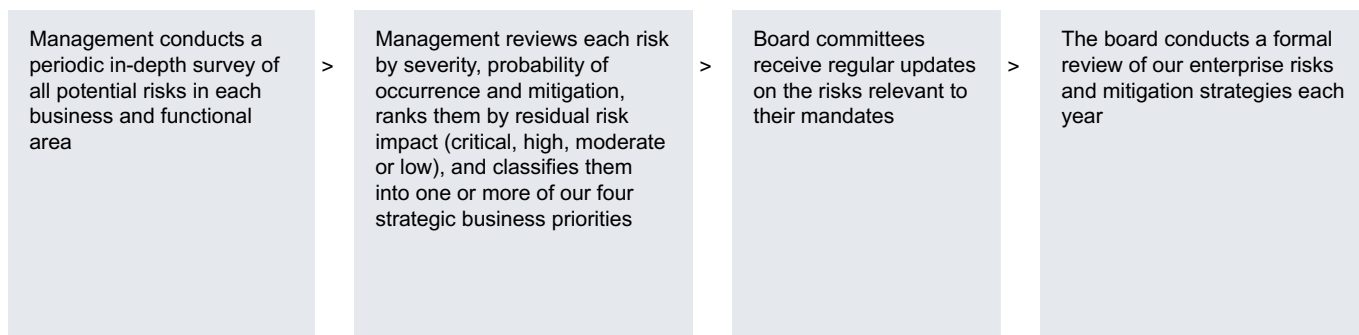 Management conducts a
periodic in-depth survey of
all potential risks in each
business and functional
area
>
Management reviews each risk
by severity, probability of
occurrence and mitigation,
ranks them by residual risk
impact (critical, high, moderate
or low), and classifies them
into one or more of our four
strategic business priorities
>
Board committees
receive regular updates
on the risks relevant to
their mandates
>
The board conducts a formal
review of our enterprise risks
and mitigation strategies each
year